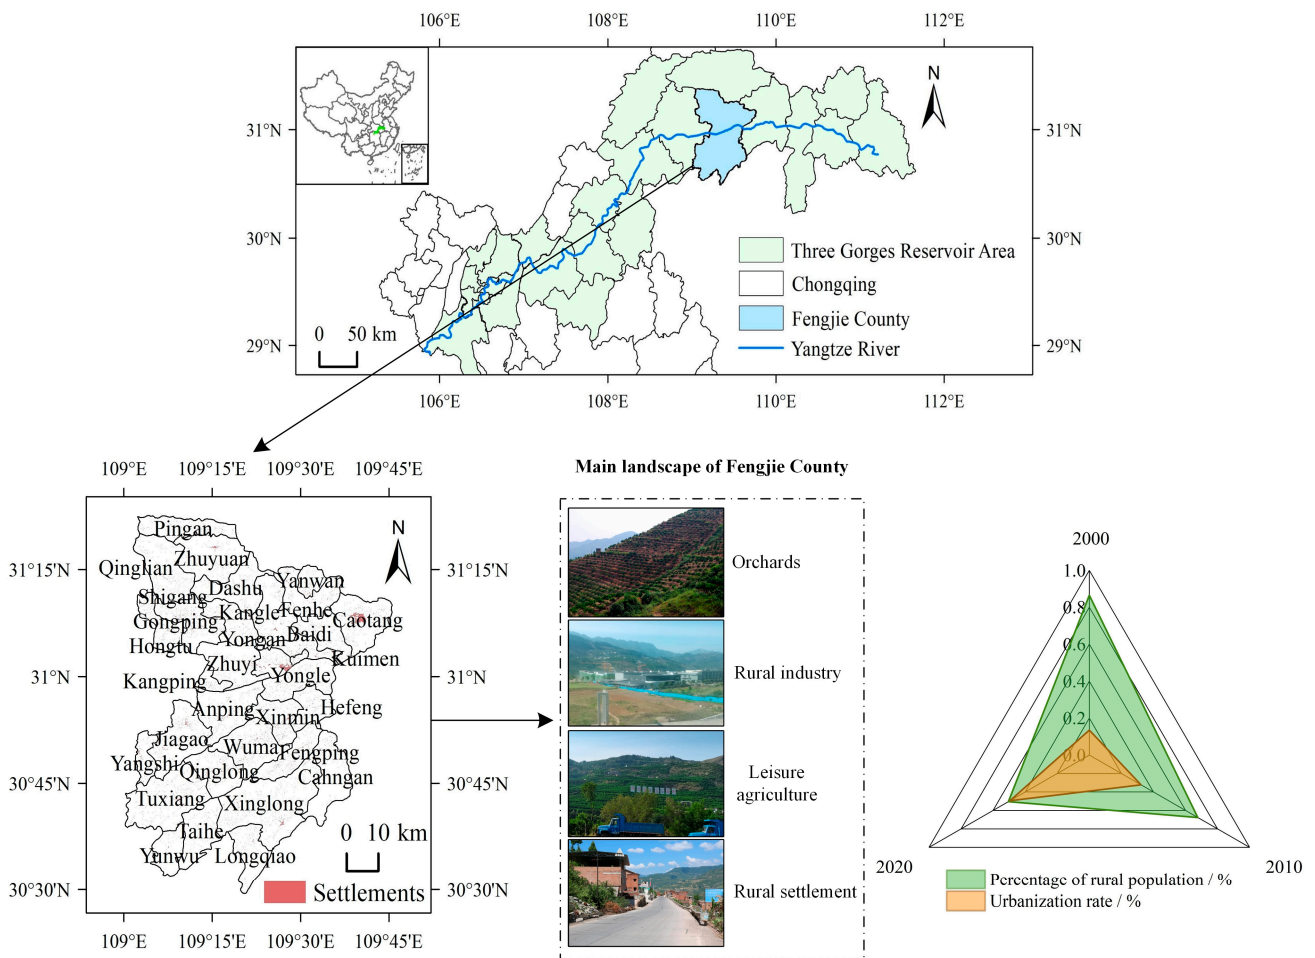 106°E 108°E 110°E 112°E
N
31°N 31°N
30°N 30°N
29°N 29°N
Three Gorges Reservoir Area
Chongqing
Fengjie County
Yangtze River
0 50 km
106°E 108°E 110°E 112°E
109°E 109°15'E 109°30'E 109°45'E
N
31°15'N 31°15'N
31°N 31°N
30°45'N 30°45'N
30°30'N 30°30'N
Pingan
Zhuyuan
Qinglian
Yanwan
Dashu
Shigang
Kangle
Fenhe
Gongping
Caotang
Yongan
Baidi
Hongtu
Zhuyi
Kuimen
Kangping
Yongle
Anping
Xinmin
Hefeng
Jiagao
Wuma
Fengping
Yangshi
Qinglong
Cahngan
Tuxiang
Xinglong
Taihe
Yunwu
Longqiao
0 10 km
Settlements
109°E 109°15'E 109°30'E 109°45'E
Main landscape of Fengjie County
Orchards
Rural industry
Leisure
agriculture
Rural settlement
2000
1.0
0.8
0.6
0.4
0.2
0.0
2020
2010
Percentage of rural population / %
Urbanization rate / %